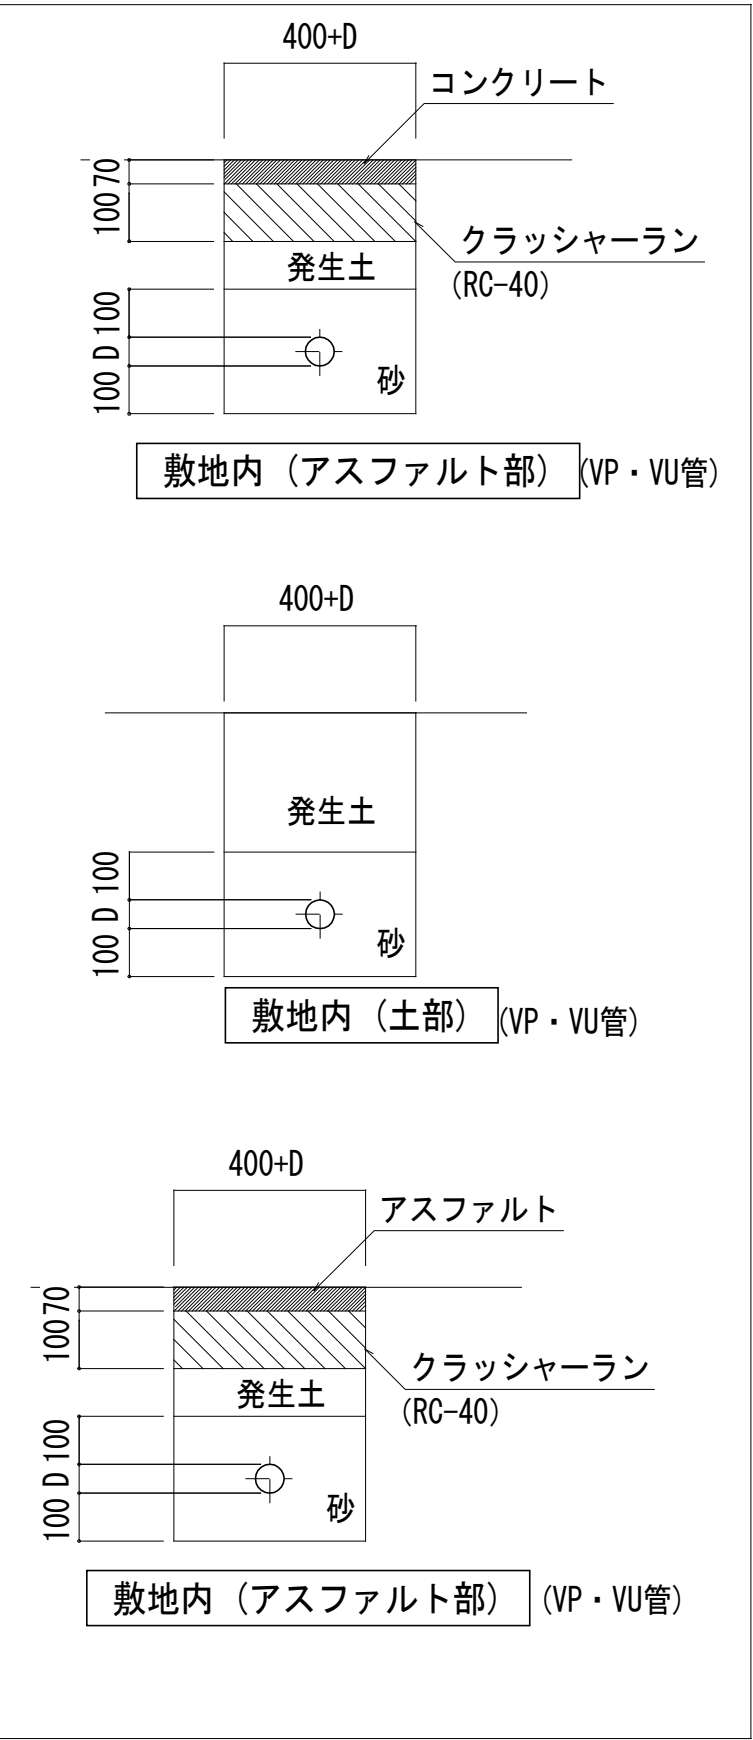 400+D
コンクリート
70
100
クラッシャーラン
(RC-40)
発生土
100
D
100
砂
敷地内（アスファルト部）(VP・VU管)
400+D
発生土
100
D
100
砂
敷地内（土部）(VP・VU管)
400+D
アスファルト
70
100
クラッシャーラン
(RC-40)
発生土
100
D
100
砂
敷地内（アスファルト部）(VP・VU管)